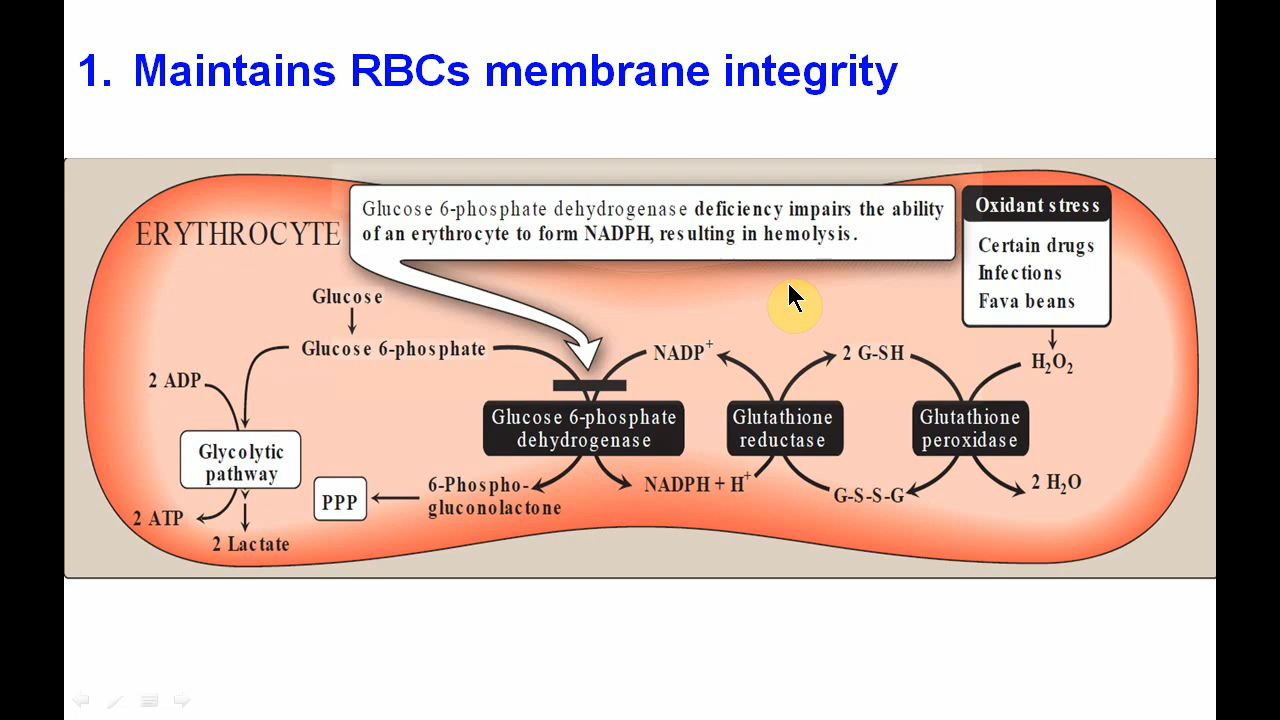 1. Maintains RBCs membrane integrity
ERYTHROCYTE
Glucose 6-phosphate dehydrogenase deficiency impairs the ability
of an erythrocyte to form NADPH, resulting in hemolysis.
Oxidant stress
Certain drugs
Infections
Fava beans
Glucose
Glucose 6-phosphate
NADP⁺
2 G-SH
H₂O₂
2 ADP
Glucose 6-phosphate
dehydrogenase
Glutathione
reductase
Glutathione
peroxidase
Glycolytic
pathway
PPP
6-Phospho-
gluconolactone
NADPH + H⁺
G-S-S-G
2 H₂O
2 ATP
2 Lactate